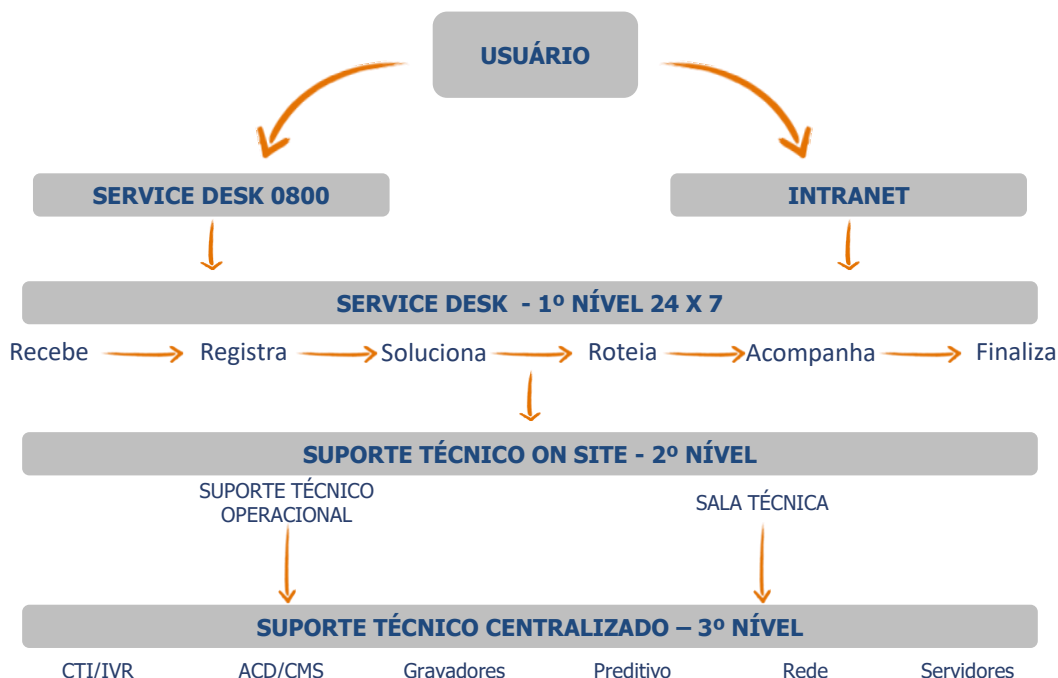 USUÁRIO
SERVICE DESK 0800
INTRANET
SERVICE DESK - 1º NÍVEL 24 X 7
Recebe Registra Soluciona Roteia Acompanha Finaliza
SUPORTE TÉCNICO ON SITE - 2º NÍVEL
SUPORTE TÉCNICO
OPERACIONAL
SALA TÉCNICA
SUPORTE TÉCNICO CENTRALIZADO – 3º NÍVEL
CTI/IVR ACD/CMS Gravadores Preditivo Rede Servidores